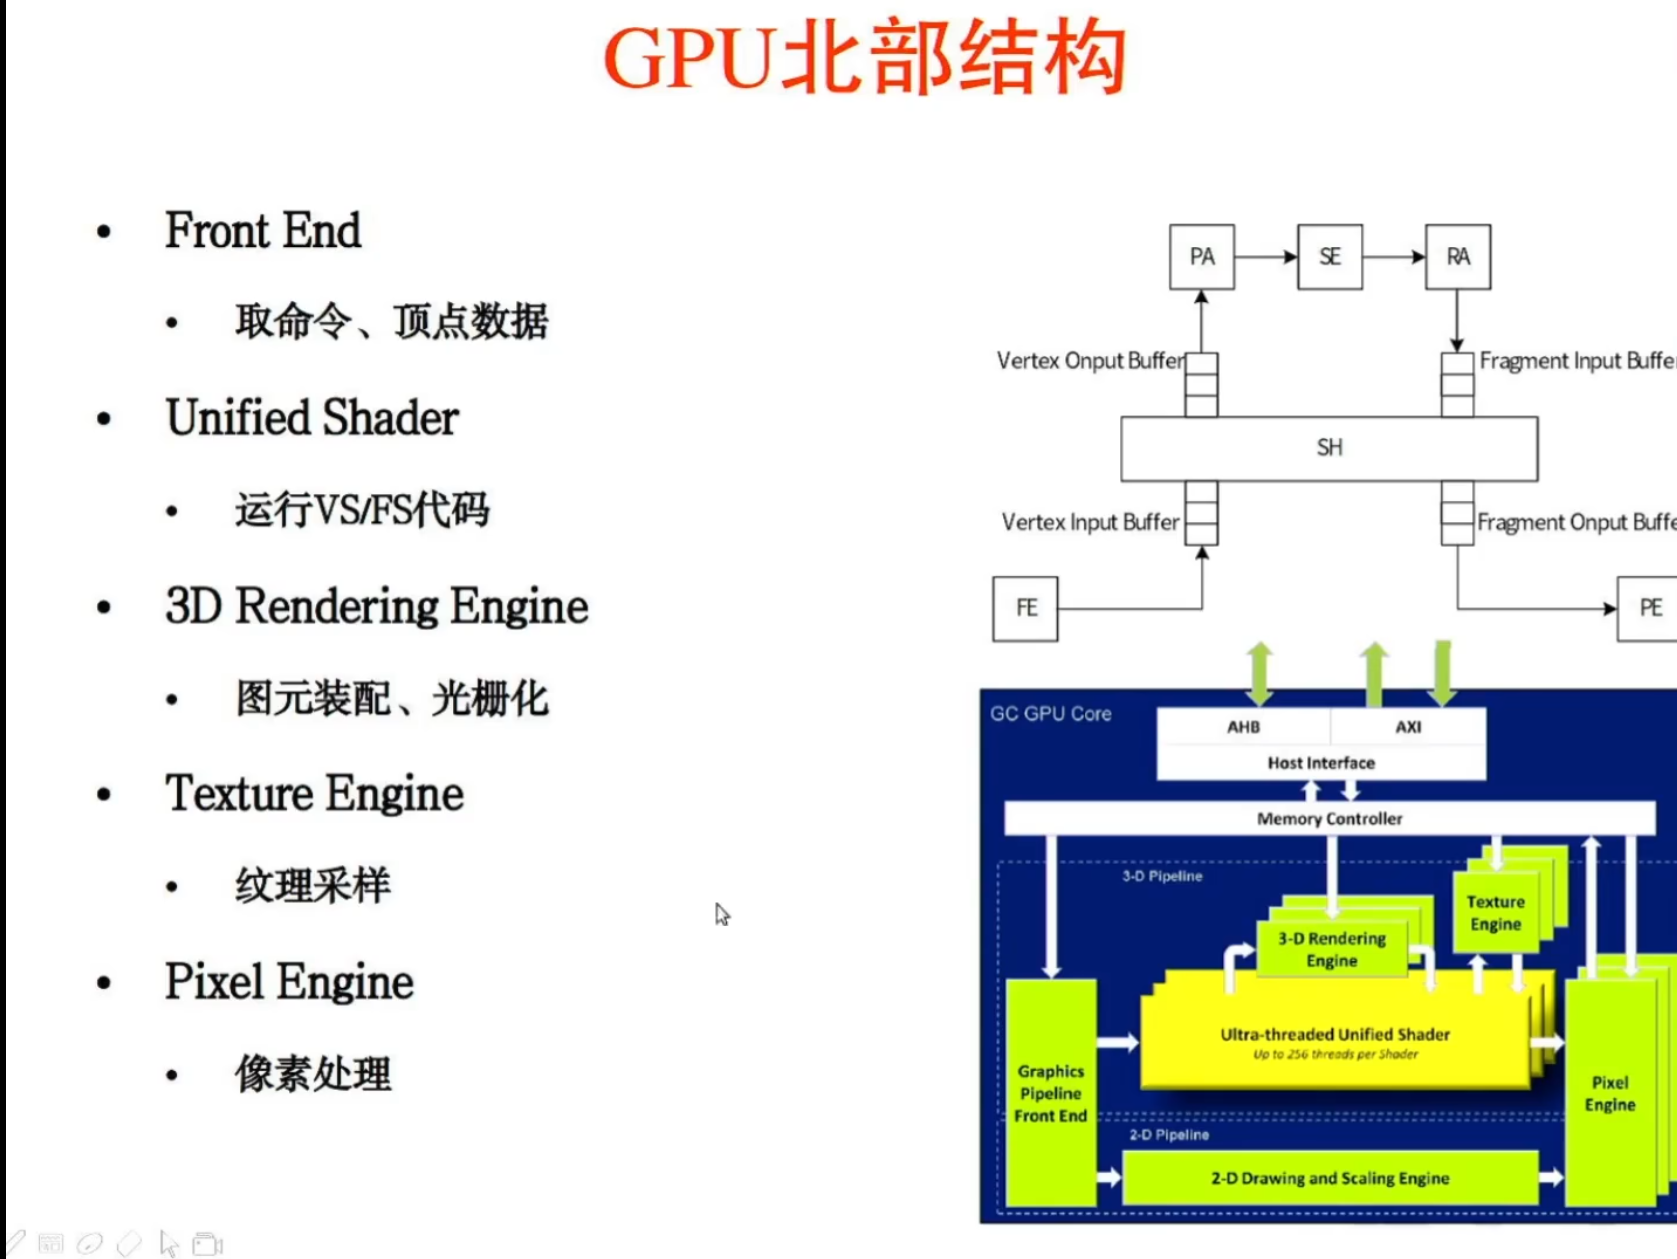 GPU北部结构
• Front End
• 取命令、顶点数据
• Unified Shader
• 运行VS/FS代码
• 3D Rendering Engine
• 图元装配、光栅化
• Texture Engine
• 纹理采样
• Pixel Engine
• 像素处理
PA
SE
RA
Vertex Onput Buffer
Fragment Input Buffer
SH
Vertex Input Buffer
Fragment Onput Buffe
FE
PE
GC GPU Core
AHB
AXI
Host Interface
Memory Controller
3-D Pipeline
Texture
Engine
3-D Rendering
Engine
Ultra-threaded Unified Shader
Up to 256 threads per Shader
Graphics
Pipeline
Front End
Pixel
Engine
2-D Pipeline
2-D Drawing and Scaling Engine